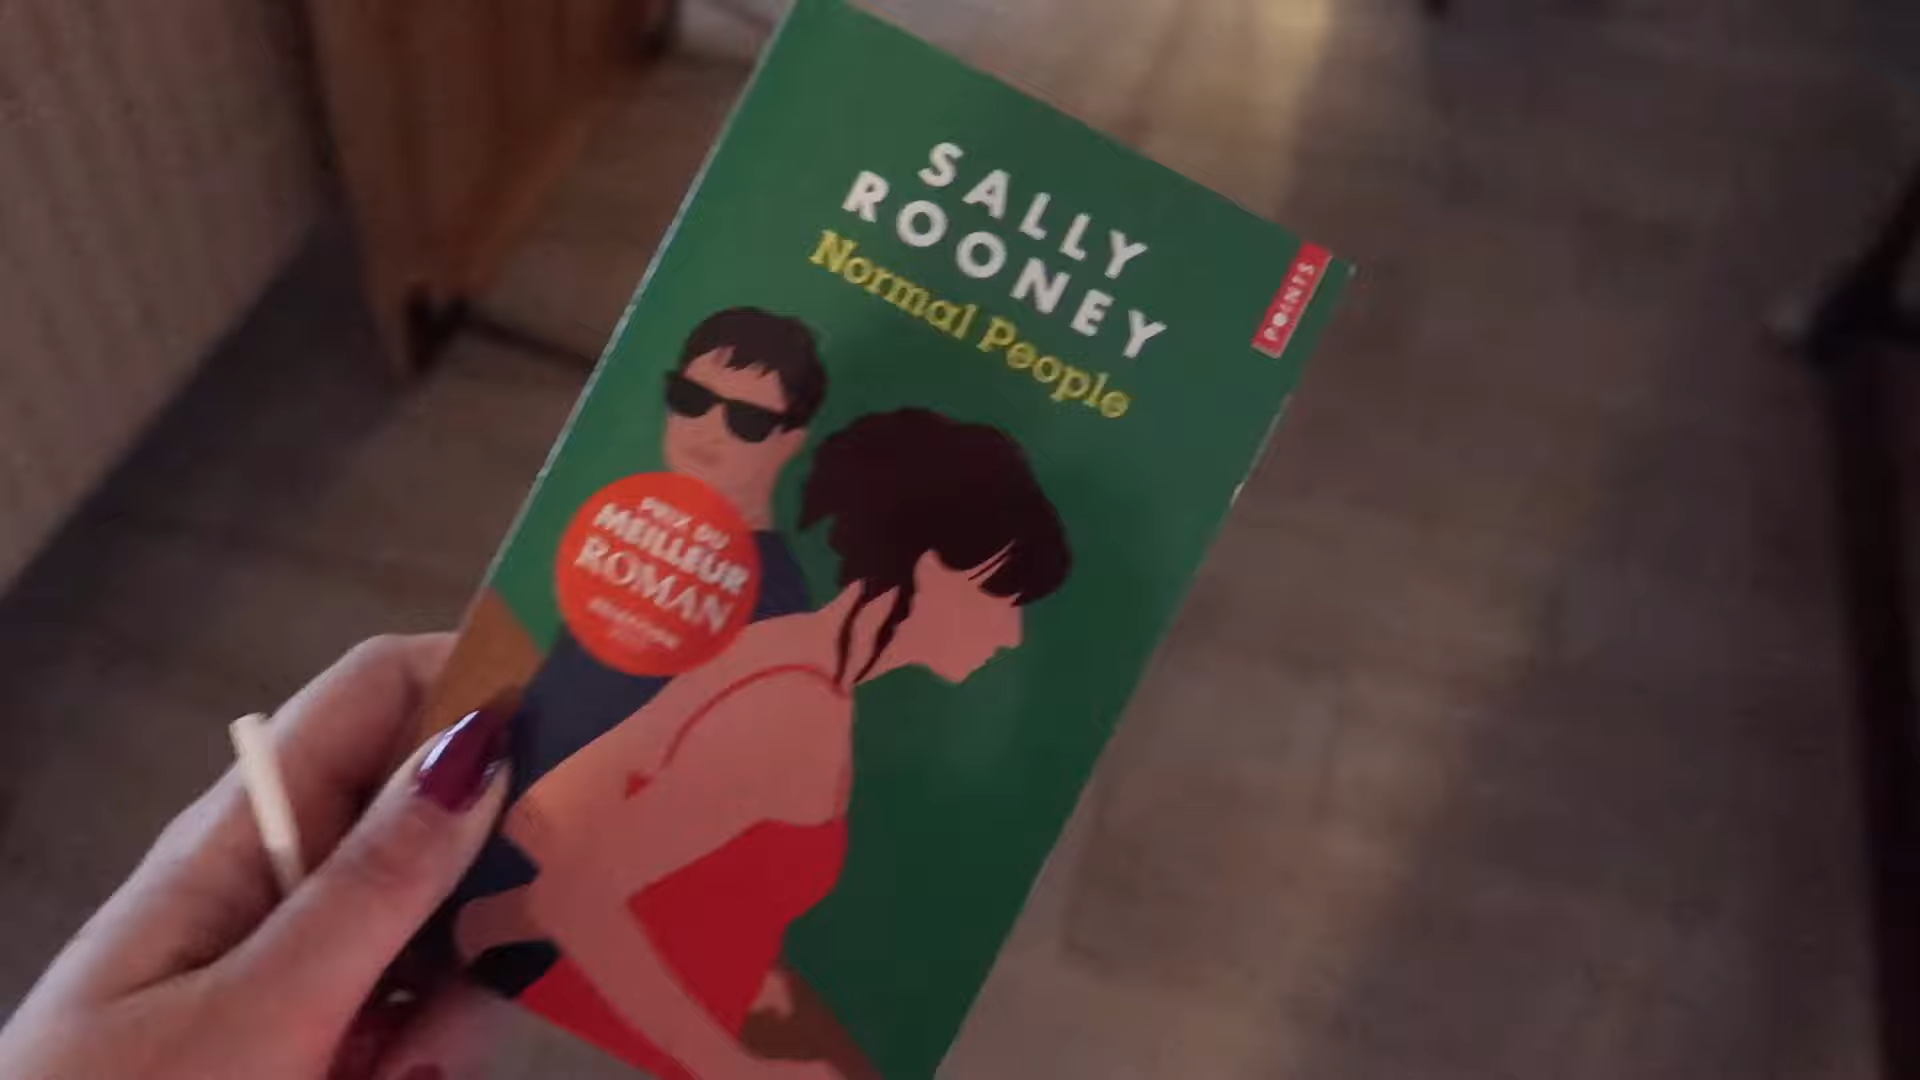 SALLY
ROONEY
Normal People
POINTS
PRIX DU
MEILLEUR
ROMAN